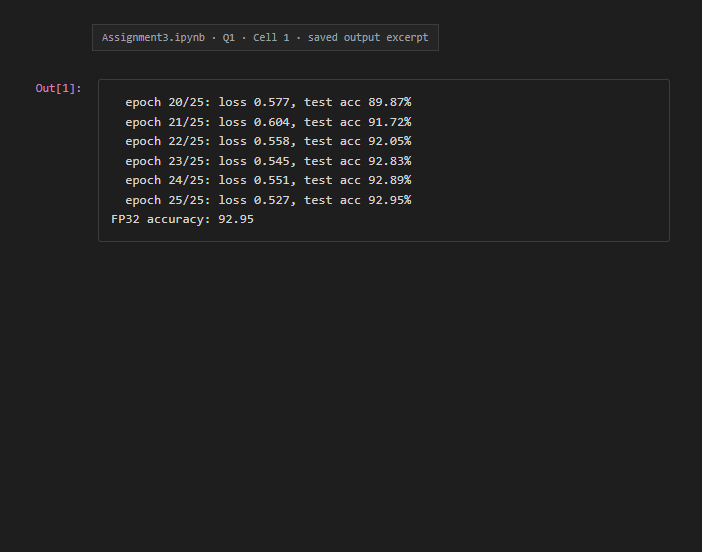 Assignment3.ipynb · Q1 · Cell 1 · saved output excerpt
Out[1]:
epoch 20/25: loss 0.577, test acc 89.87%
epoch 21/25: loss 0.604, test acc 91.72%
epoch 22/25: loss 0.558, test acc 92.05%
epoch 23/25: loss 0.545, test acc 92.83%
epoch 24/25: loss 0.551, test acc 92.89%
epoch 25/25: loss 0.527, test acc 92.95%
FP32 accuracy: 92.95